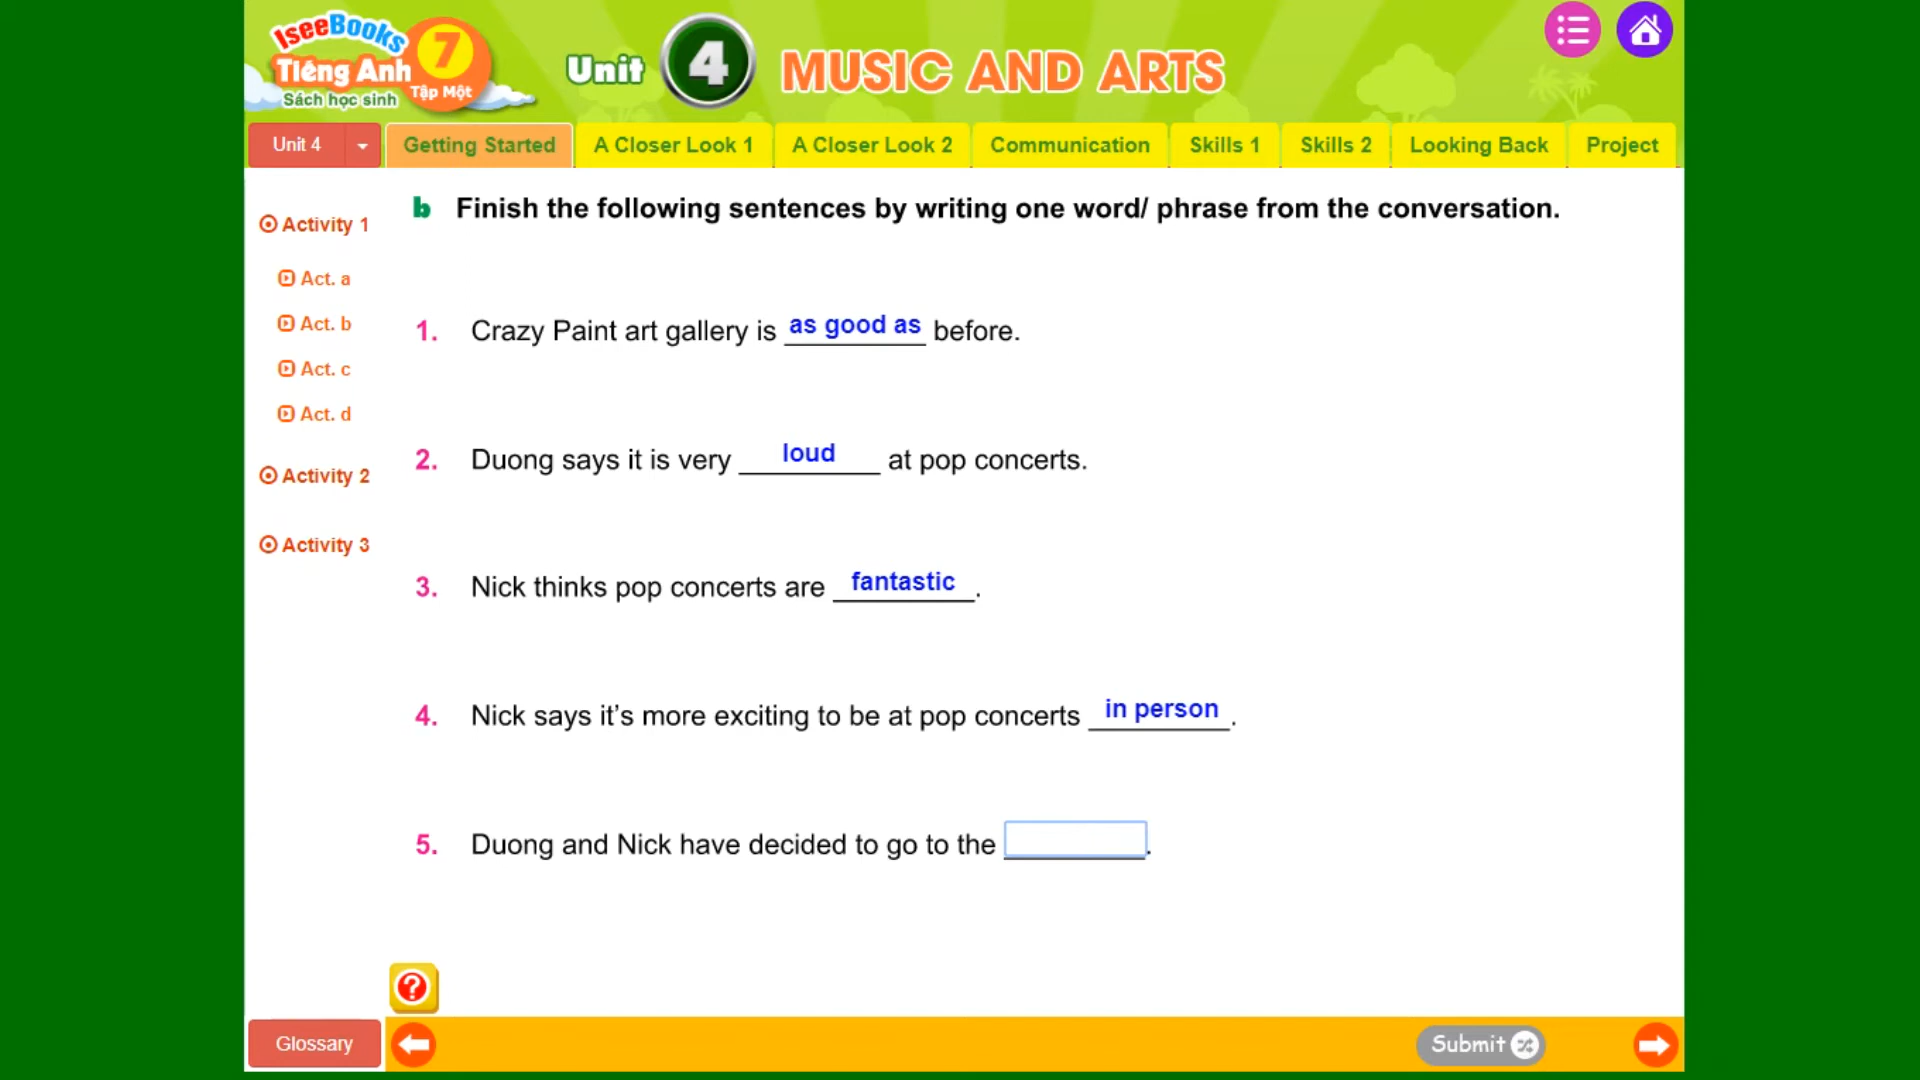 IseeBooks
Tiếng Anh 7
Sách học sinh Tập Một
Unit 4 MUSIC AND ARTS
Unit 4
Getting Started
A Closer Look 1
A Closer Look 2
Communication
Skills 1
Skills 2
Looking Back
Project
Activity 1
Act. a
Act. b
Act. c
Act. d
Activity 2
Activity 3
b Finish the following sentences by writing one word/ phrase from the conversation.
1. Crazy Paint art gallery is as good as before.
2. Duong says it is very loud at pop concerts.
3. Nick thinks pop concerts are fantastic.
4. Nick says it’s more exciting to be at pop concerts in person.
5. Duong and Nick have decided to go to the ________.
?
Glossary
Submit